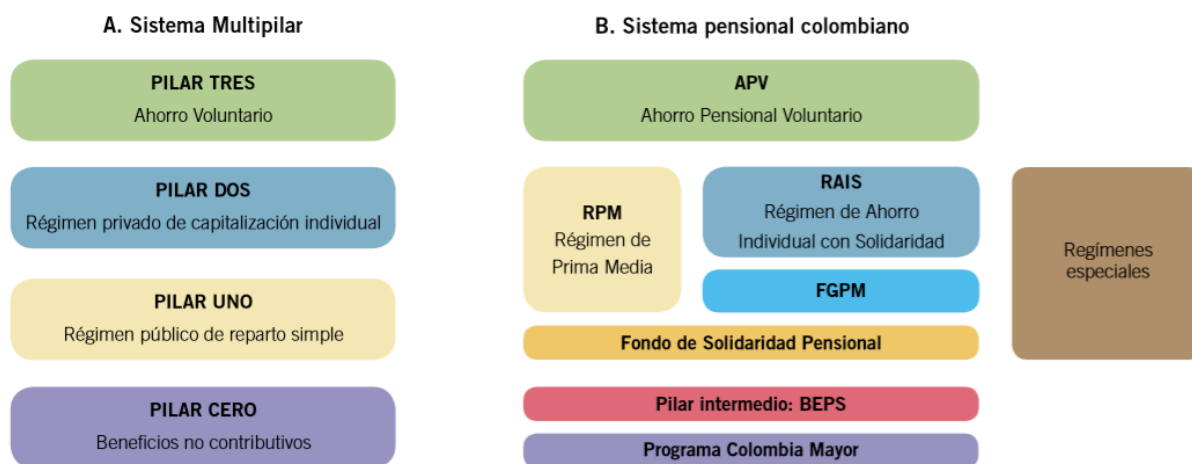 A. Sistema Multipilar
PILAR TRES
Ahorro Voluntario
PILAR DOS
Régimen privado de capitalización individual
PILAR UNO
Régimen público de reparto simple
PILAR CERO
Beneficios no contributivos
B. Sistema pensional colombiano
APV
Ahorro Pensional Voluntario
RPM
Régimen de
Prima Media
RAIS
Régimen de Ahorro
Individual con Solidaridad
FGPM
Regímenes
especiales
Fondo de Solidaridad Pensional
Pilar intermedio: BEPS
Programa Colombia Mayor